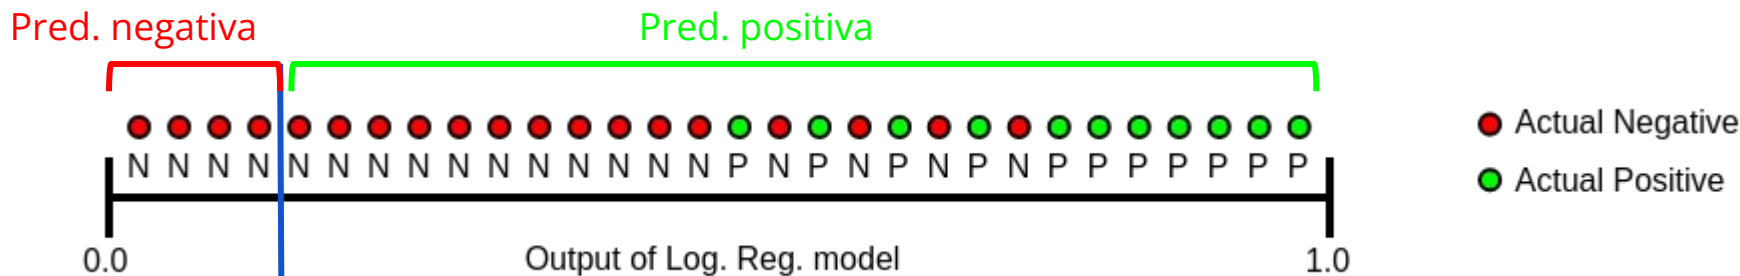 Pred. negativa
Pred. positiva
N N N N N N N N N N N N N N N P N P N P N P N P P P P P P P
0.0
Output of Log. Reg. model
1.0
Actual Negative
Actual Positive